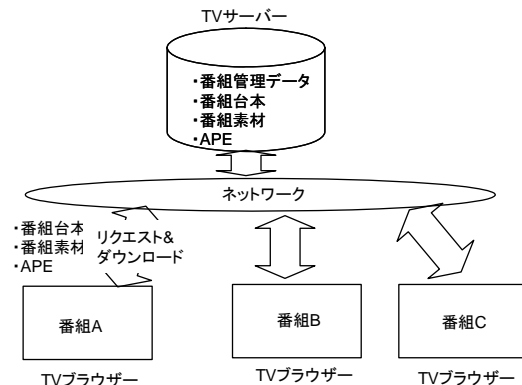 TVサーバー
・番組管理データ
・番組台本
・番組素材
・APE
ネットワーク
・番組台本
・番組素材
・APE
リクエスト&
ダウンロード
番組A
番組B
番組C
TVブラウザー
TVブラウザー
TVブラウザー